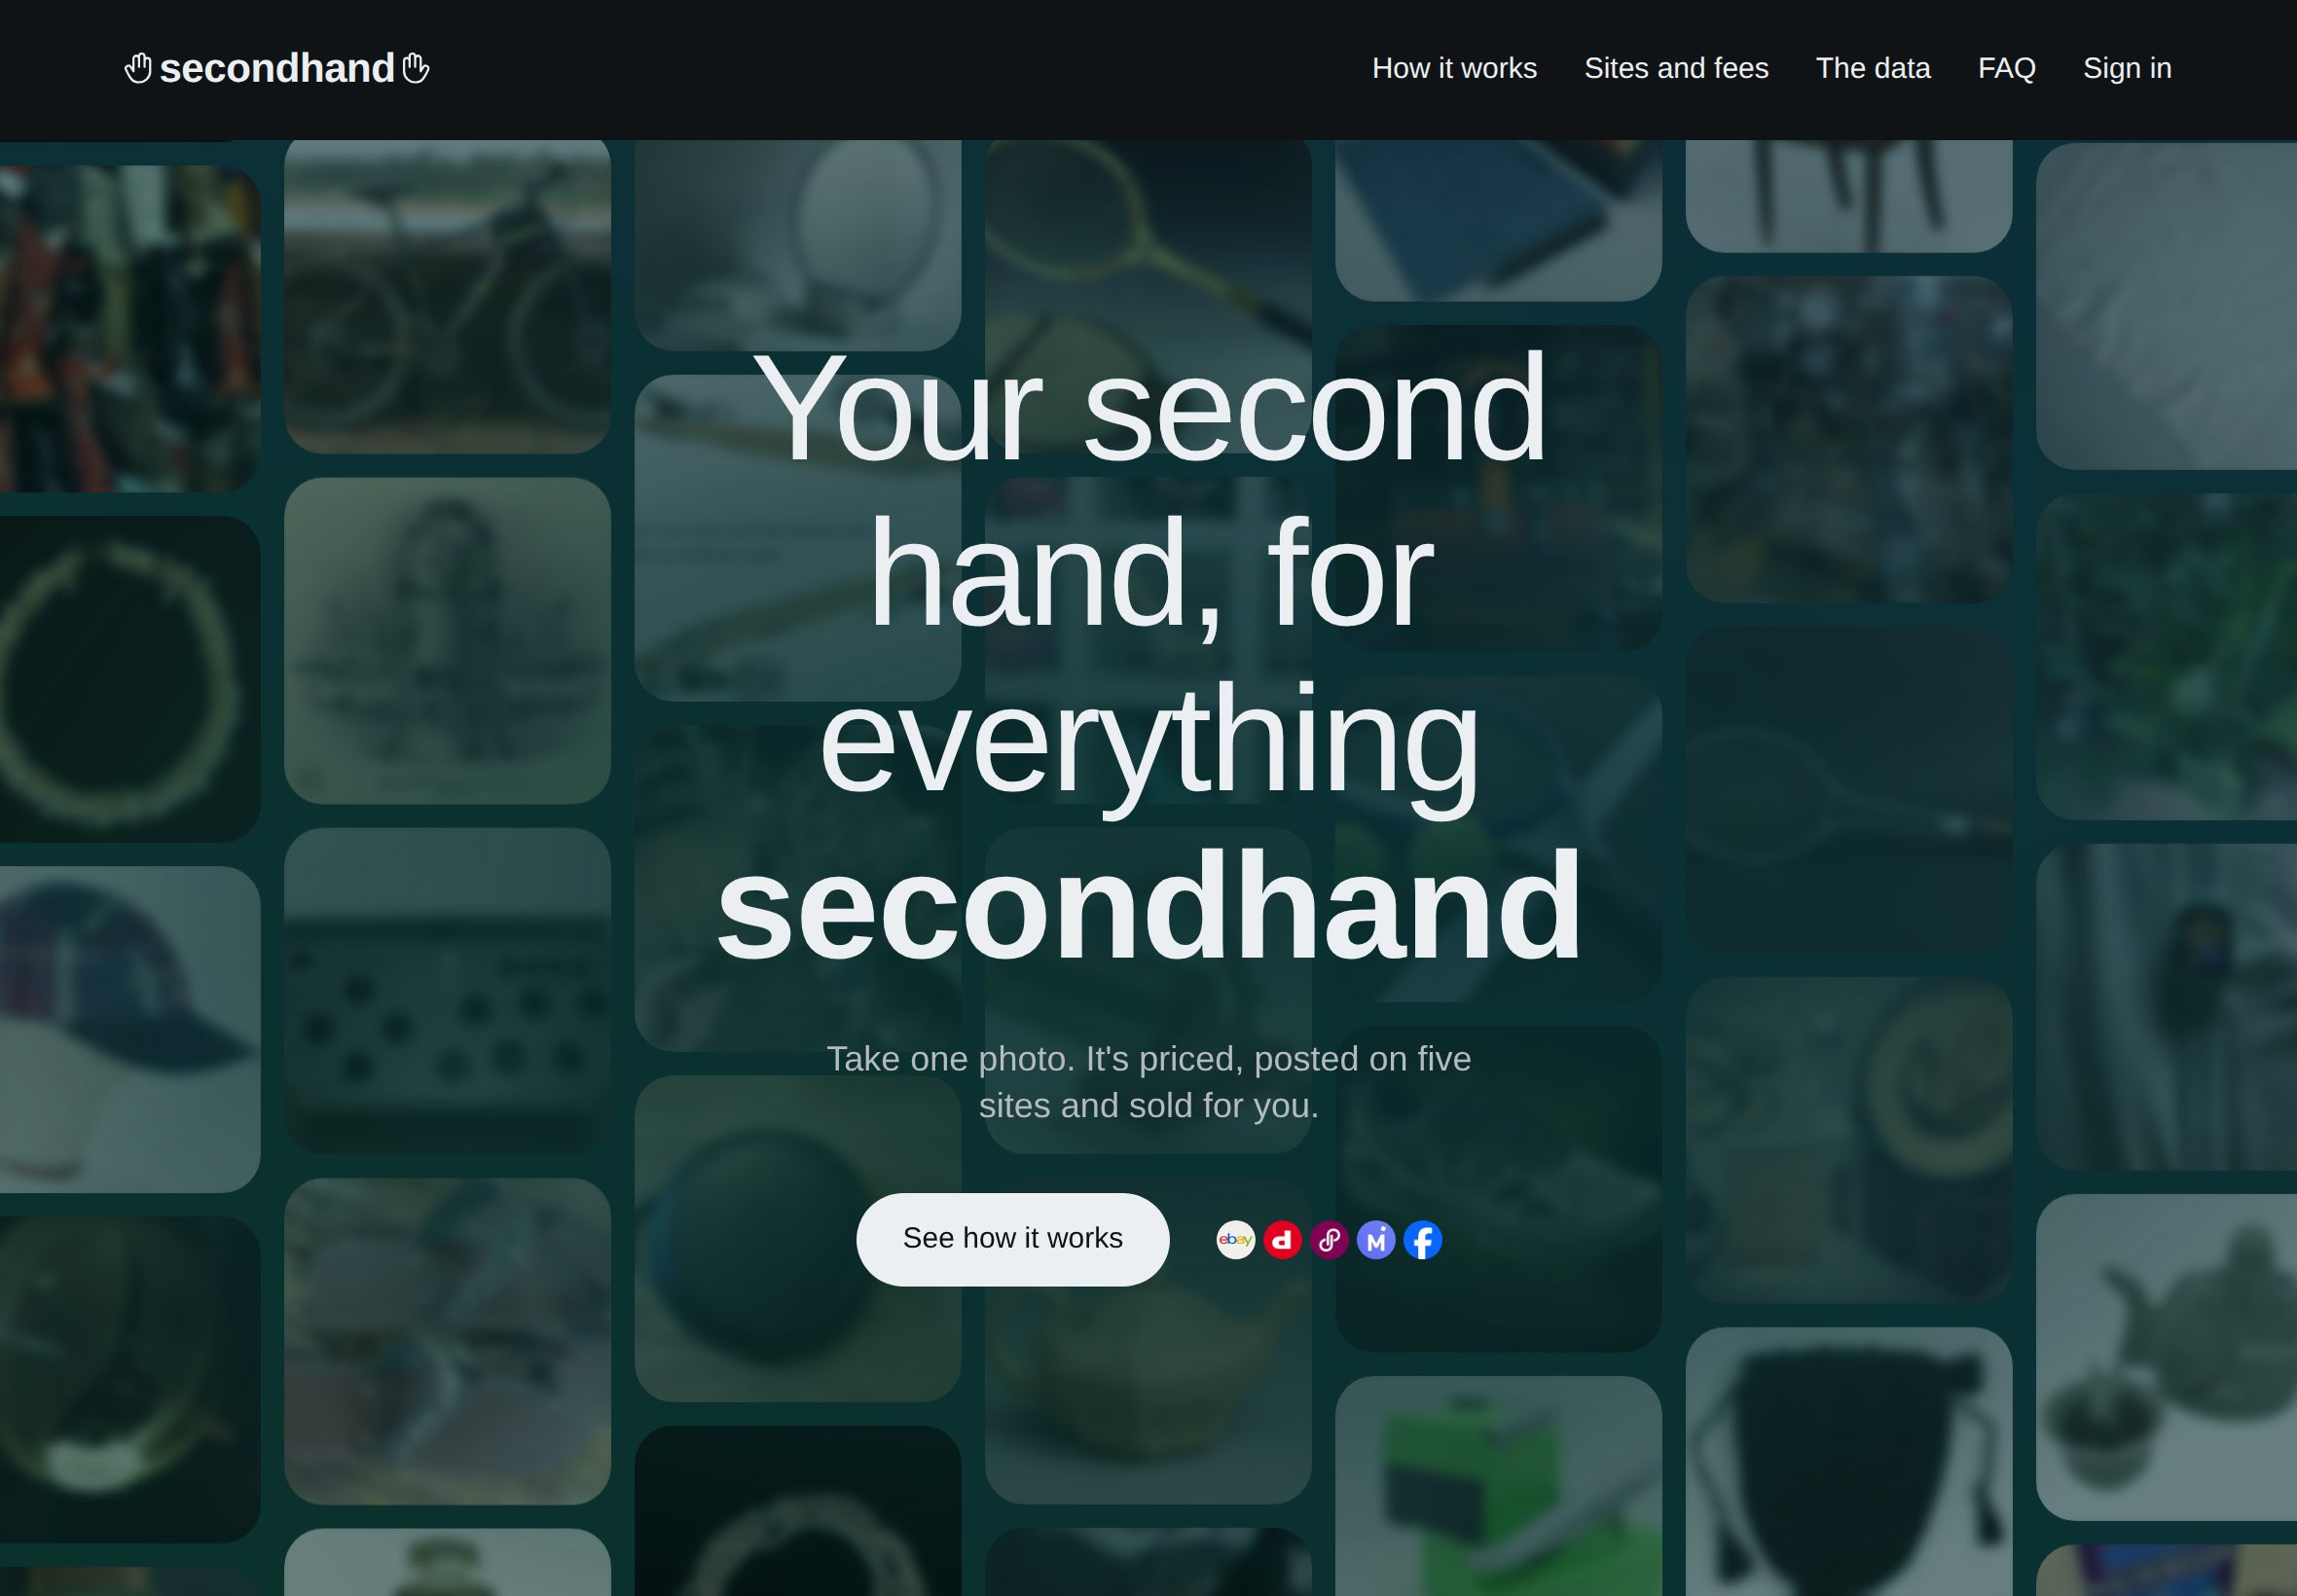 secondhand
How it works
Sites and fees
The data
FAQ
Sign in
Your second
hand, for
everything
secondhand
Take one photo. It's priced, posted on five
sites and sold for you.
See how it works
ebay